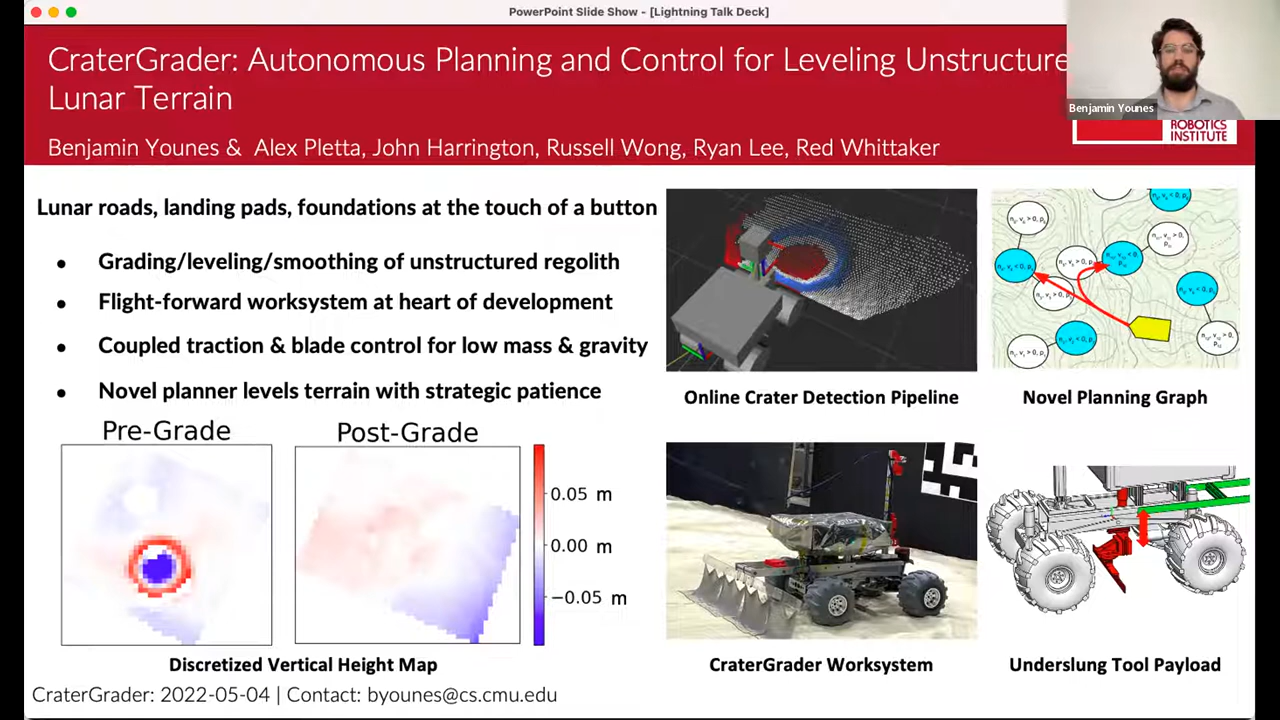 PowerPoint Slide Show - [Lightning Talk Deck]
CraterGrader: Autonomous Planning and Control for Leveling Unstructure
Lunar Terrain
Benjamin Younes
ROBOTICS
INSTITUTE
Benjamin Younes & Alex Pletta, John Harrington, Russell Wong, Ryan Lee, Red Whittaker
Lunar roads, landing pads, foundations at the touch of a button
● Grading/leveling/smoothing of unstructured regolith
● Flight-forward worksystem at heart of development
● Coupled traction & blade control for low mass & gravity
● Novel planner levels terrain with strategic patience
Online Crater Detection Pipeline
Novel Planning Graph
Pre-Grade
Post-Grade
0.05 m
0.00 m
−0.05 m
Discretized Vertical Height Map
CraterGrader Worksystem
Underslung Tool Payload
CraterGrader: 2022-05-04 | Contact: byounes@cs.cmu.edu